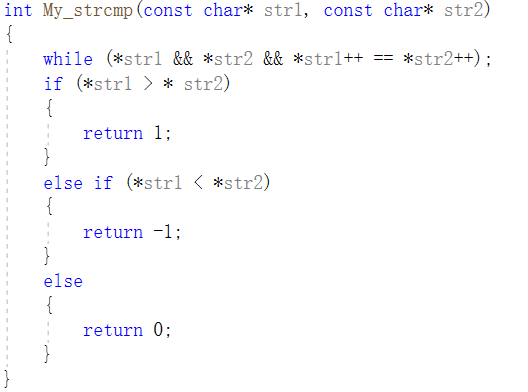 int My_strcmp(const char* str1, const char* str2)
{
while (*str1 && *str2 && *str1++ == *str2++);
if (*str1 > * str2)
{
return 1;
}
else if (*str1 < *str2)
{
return -1;
}
else
{
return 0;
}
}